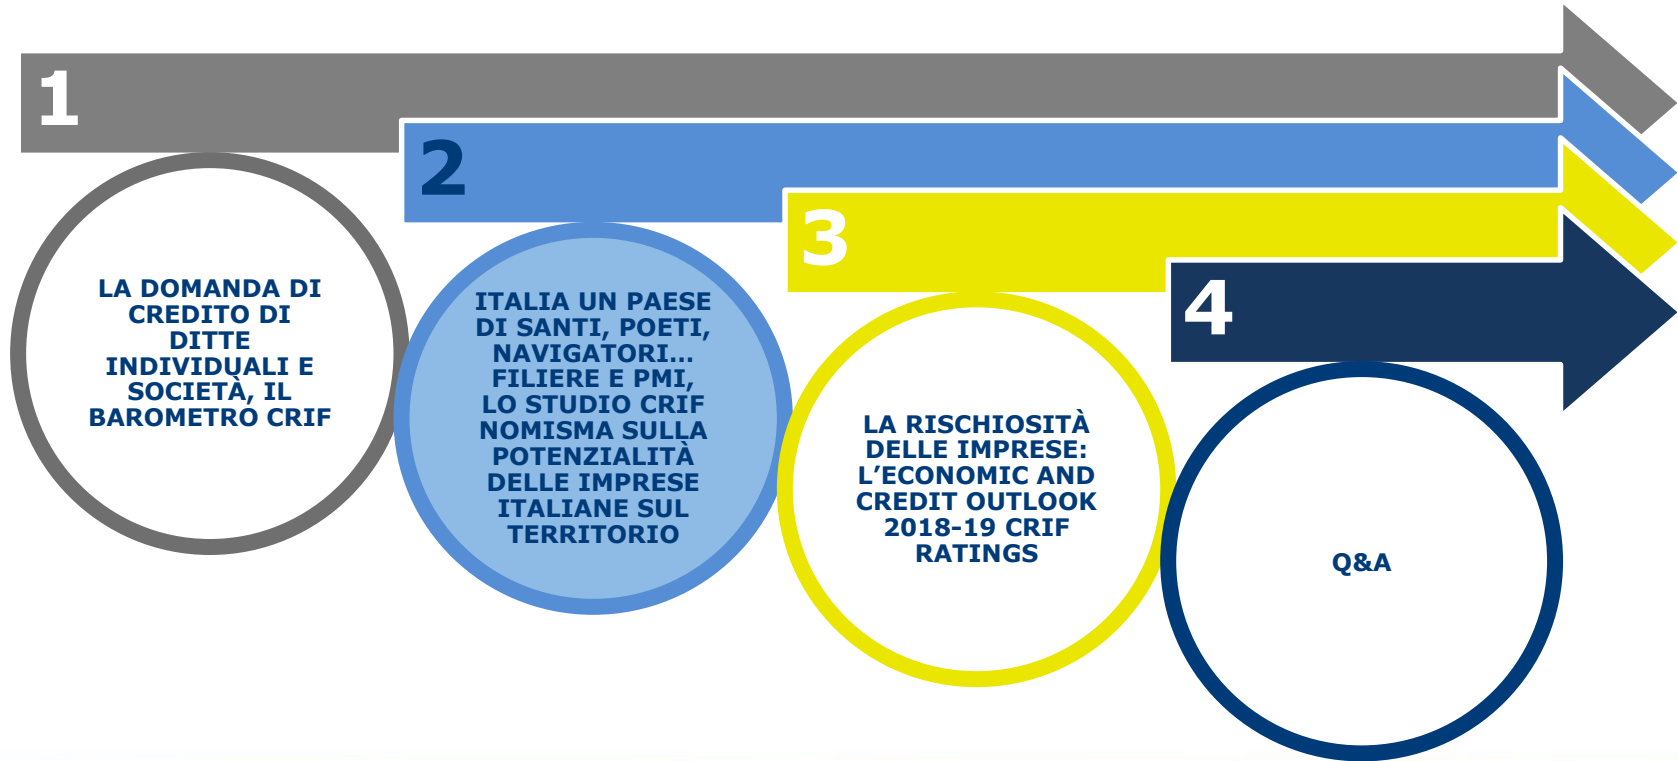 1
LA DOMANDA DI
CREDITO DI
DITTE
INDIVIDUALI E
SOCIETÀ, IL
BAROMETRO CRIF
2
ITALIA UN PAESE
DI SANTI, POETI,
NAVIGATORI…
FILIERE E PMI,
LO STUDIO CRIF
NOMISMA SULLA
POTENZIALITÀ
DELLE IMPRESE
ITALIANE SUL
TERRITORIO
3
LA RISCHIOSITÀ
DELLE IMPRESE:
L’ECONOMIC AND
CREDIT OUTLOOK
2018-19 CRIF
RATINGS
4
Q&A